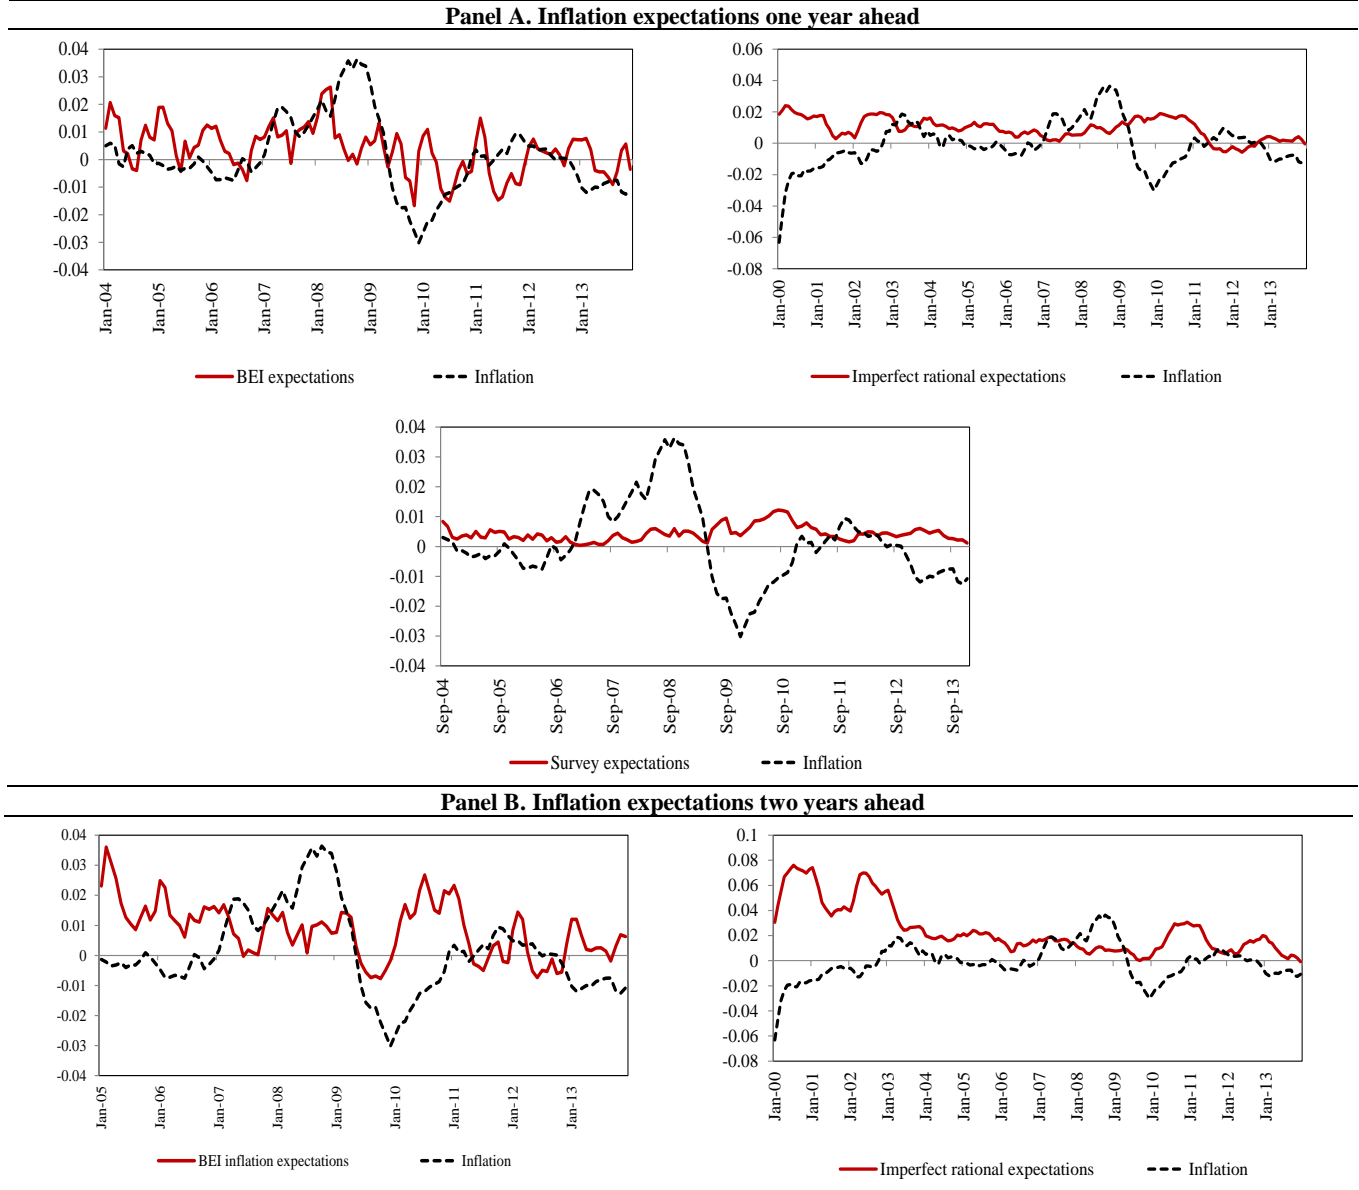 Panel A. Inflation expectations one year ahead
0.04
0.03
0.02
0.01
0
-0.01
-0.02
-0.03
-0.04
Jan-04
Jan-05
Jan-06
Jan-07
Jan-08
Jan-09
Jan-10
Jan-11
Jan-12
Jan-13
BEI expectations
Inflation
0.06
0.04
0.02
0
-0.02
-0.04
-0.06
-0.08
Jan-00
Jan-01
Jan-02
Jan-03
Jan-04
Jan-05
Jan-06
Jan-07
Jan-08
Jan-09
Jan-10
Jan-11
Jan-12
Jan-13
Imperfect rational expectations
Inflation
0.04
0.03
0.02
0.01
0
-0.01
-0.02
-0.03
-0.04
Sep-04
Sep-05
Sep-06
Sep-07
Sep-08
Sep-09
Sep-10
Sep-11
Sep-12
Sep-13
Survey expectations
Inflation
Panel B. Inflation expectations two years ahead
0.04
0.03
0.02
0.01
0
-0.01
-0.02
-0.03
-0.04
Jan-05
Jan-06
Jan-07
Jan-08
Jan-09
Jan-10
Jan-11
Jan-12
Jan-13
BEI inflation expectations
Inflation
0.1
0.08
0.06
0.04
0.02
0
-0.02
-0.04
-0.06
-0.08
Jan-00
Jan-01
Jan-02
Jan-03
Jan-04
Jan-05
Jan-06
Jan-07
Jan-08
Jan-09
Jan-10
Jan-11
Jan-12
Jan-13
Imperfect rational expectations
Inflation